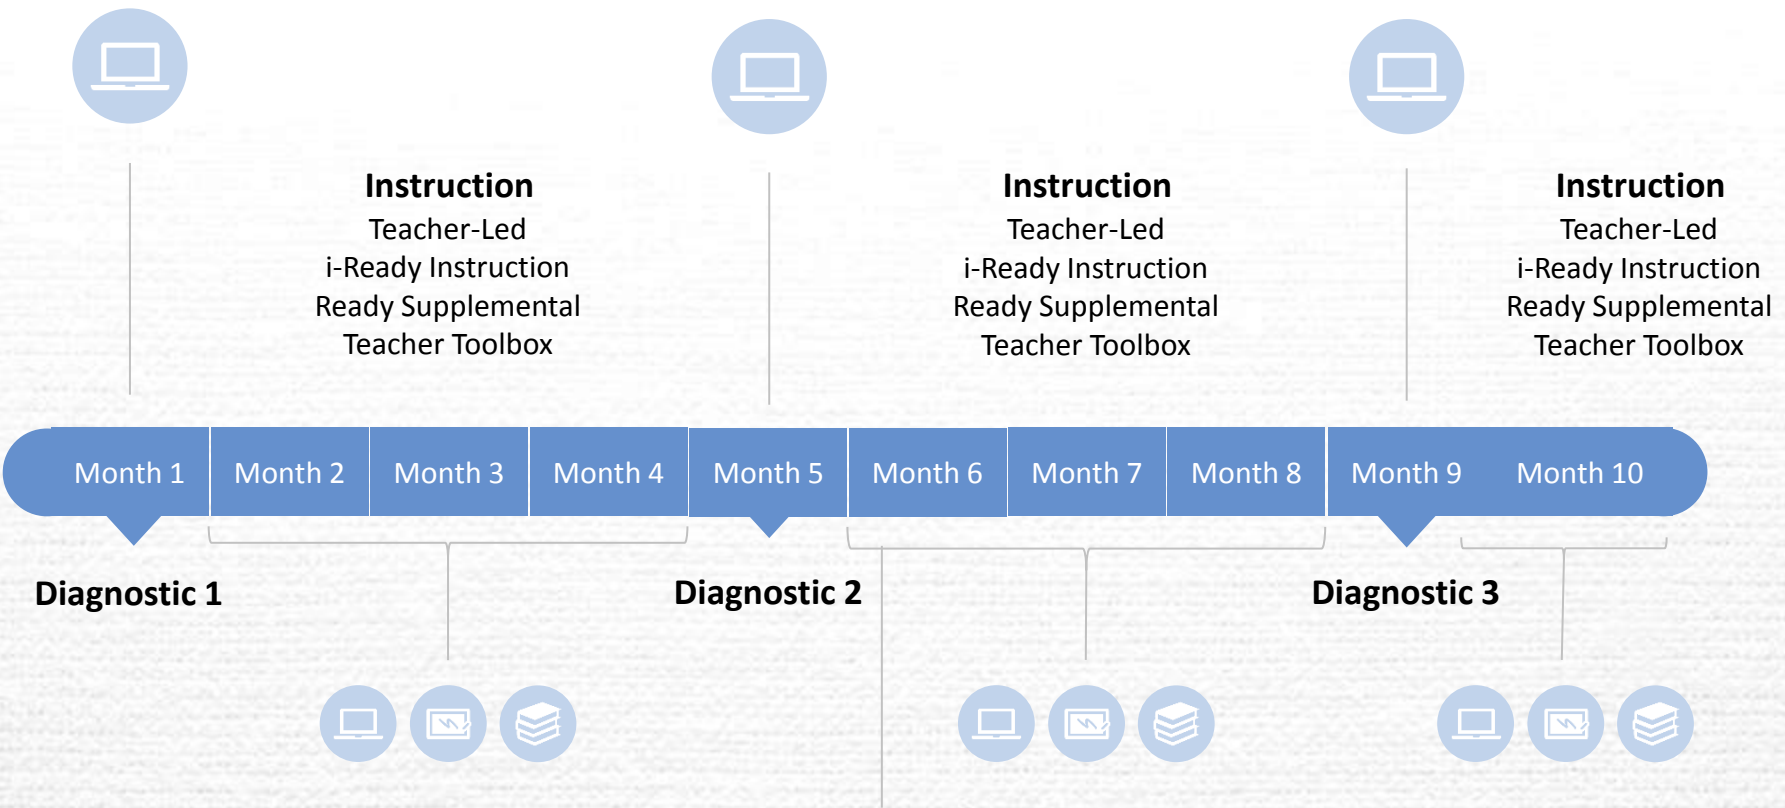 Instruction
Teacher-Led
i-Ready Instruction
Ready Supplemental
Teacher Toolbox
Instruction
Teacher-Led
i-Ready Instruction
Ready Supplemental
Teacher Toolbox
Instruction
Teacher-Led
i-Ready Instruction
Ready Supplemental
Teacher Toolbox
Month 1
Month 2
Month 3
Month 4
Month 5
Month 6
Month 7
Month 8
Month 9
Month 10
Diagnostic 1
Diagnostic 2
Diagnostic 3